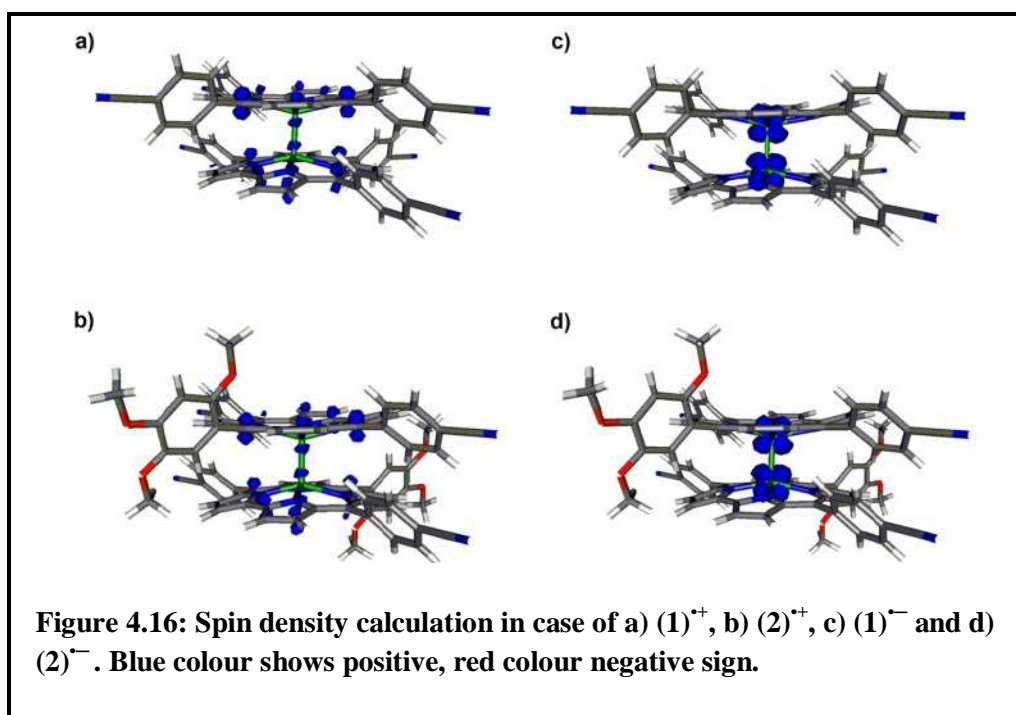 a)
c)
b)
d)
Figure 4.16: Spin density calculation in case of a) (1)•+, b) (2)•+, c) (1)•− and d)
(2)•− . Blue colour shows positive, red colour negative sign.